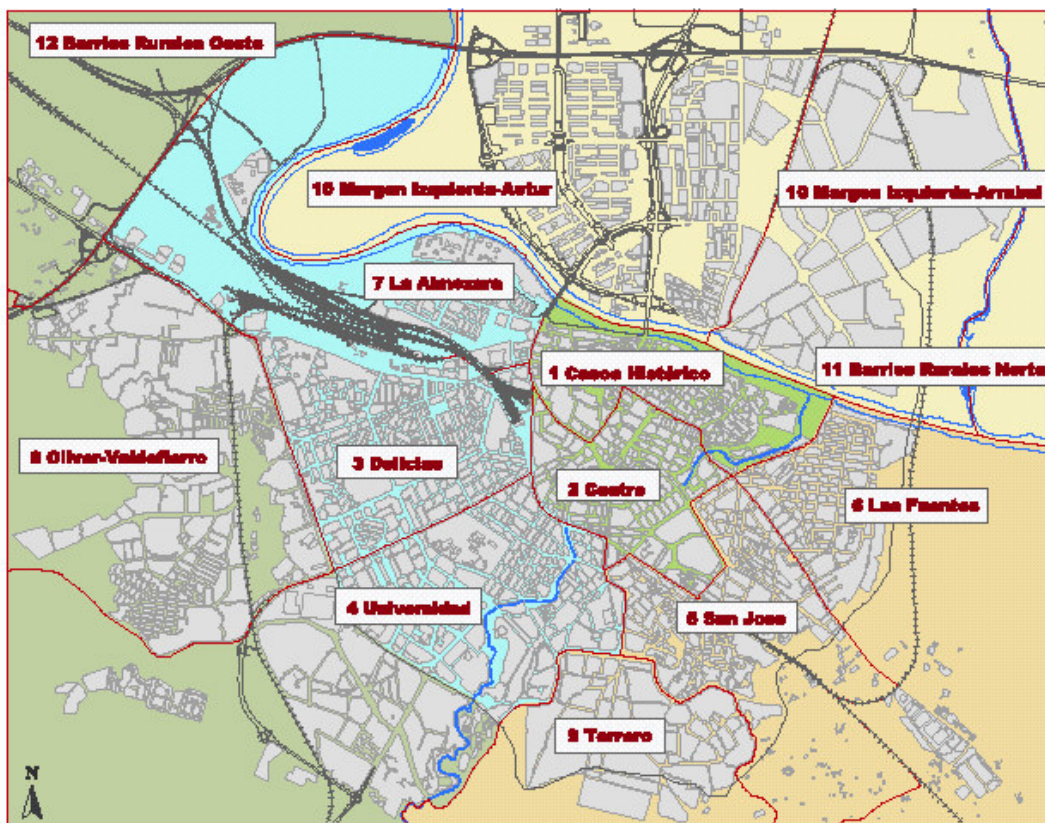 12 Barrios Rurales Oeste
15 Margen Izquierda-Actur
10 Margen Izquierda-Arrabal
7 La Almozara
1 Casco Histórico
11 Barrios Rurales Norte
8 Oliver-Valdefierro
3 Delicias
2 Centro
6 Las Fuentes
4 Universidad
5 San Jose
9 Torrero
N